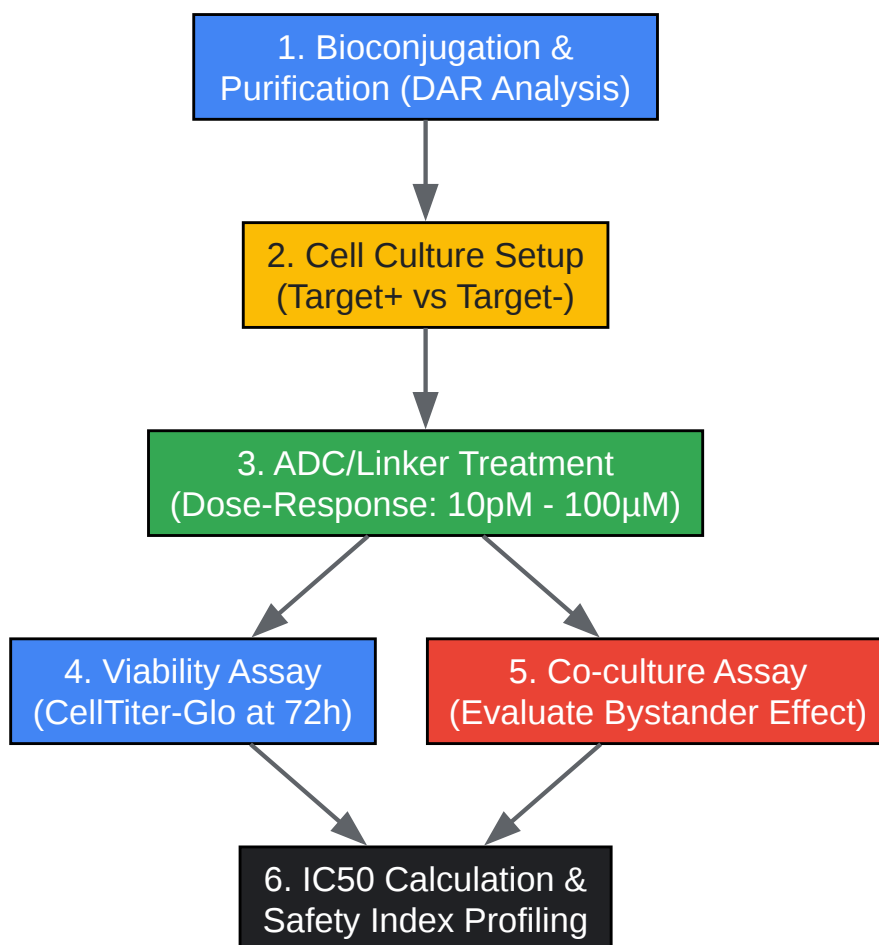 1. Bioconjugation &
Purification (DAR Analysis)
2. Cell Culture Setup
(Target+ vs Target-)
3. ADC/Linker Treatment
(Dose-Response: 10pM - 100µM)
4. Viability Assay
(CellTiter-Glo at 72h)
5. Co-culture Assay
(Evaluate Bystander Effect)
6. IC50 Calculation &
Safety Index Profiling